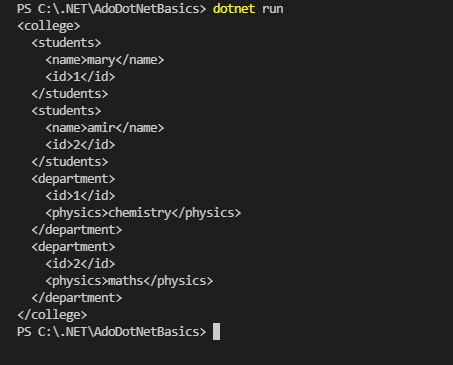 PS C:\.NET\AdoDotNetBasics> dotnet run
<college>
  <students>
    <name>mary</name>
    <id>1</id>
  </students>
  <students>
    <name>amir</name>
    <id>2</id>
  </students>
  <department>
    <id>1</id>
    <physics>chemistry</physics>
  </department>
  <department>
    <id>2</id>
    <physics>maths</physics>
  </department>
</college>
PS C:\.NET\AdoDotNetBasics>